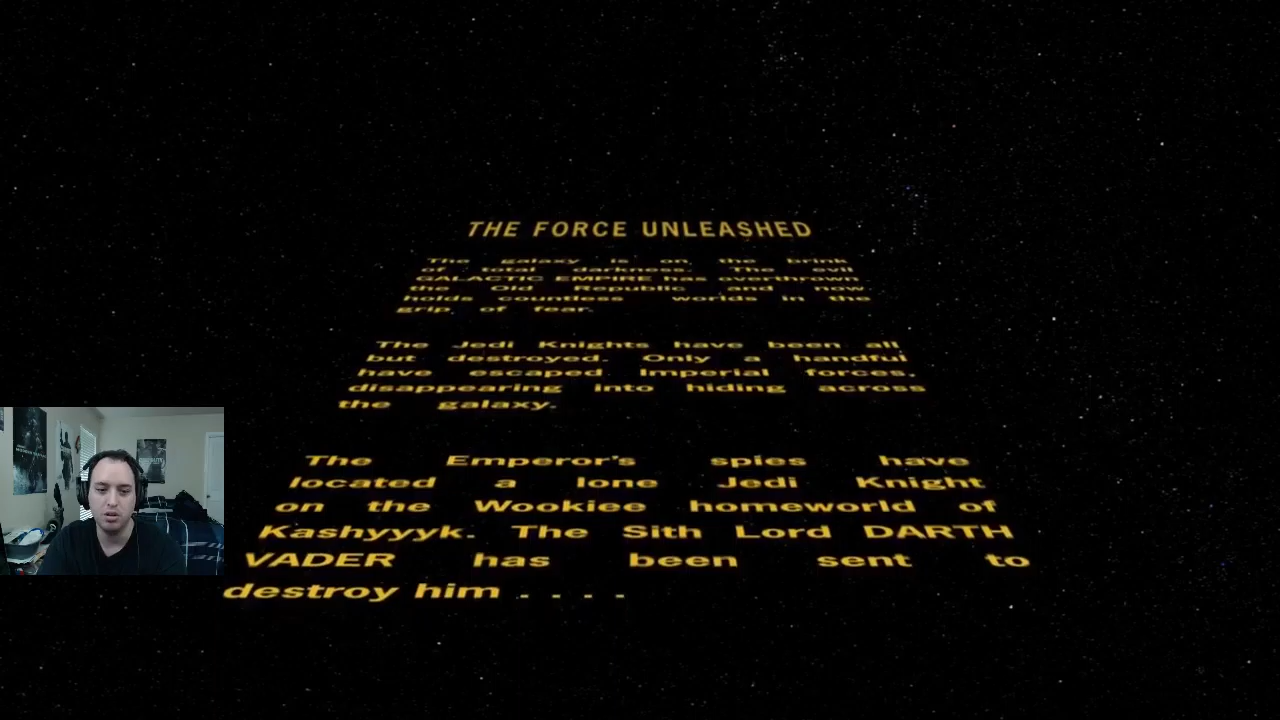 THE FORCE UNLEASHED
The galaxy is on the brink
of total darkness. The evil
GALACTIC EMPIRE has overthrown
the Old Republic and now
holds countless worlds in the
grip of fear.
The Jedi Knights have been all
but destroyed. Only a handful
have escaped Imperial forces,
disappearing into hiding across
the galaxy.
The Emperor's spies have
located a lone Jedi Knight
on the Wookiee homeworld of
Kashyyyk. The Sith Lord DARTH
VADER has been sent to
destroy him . . . .